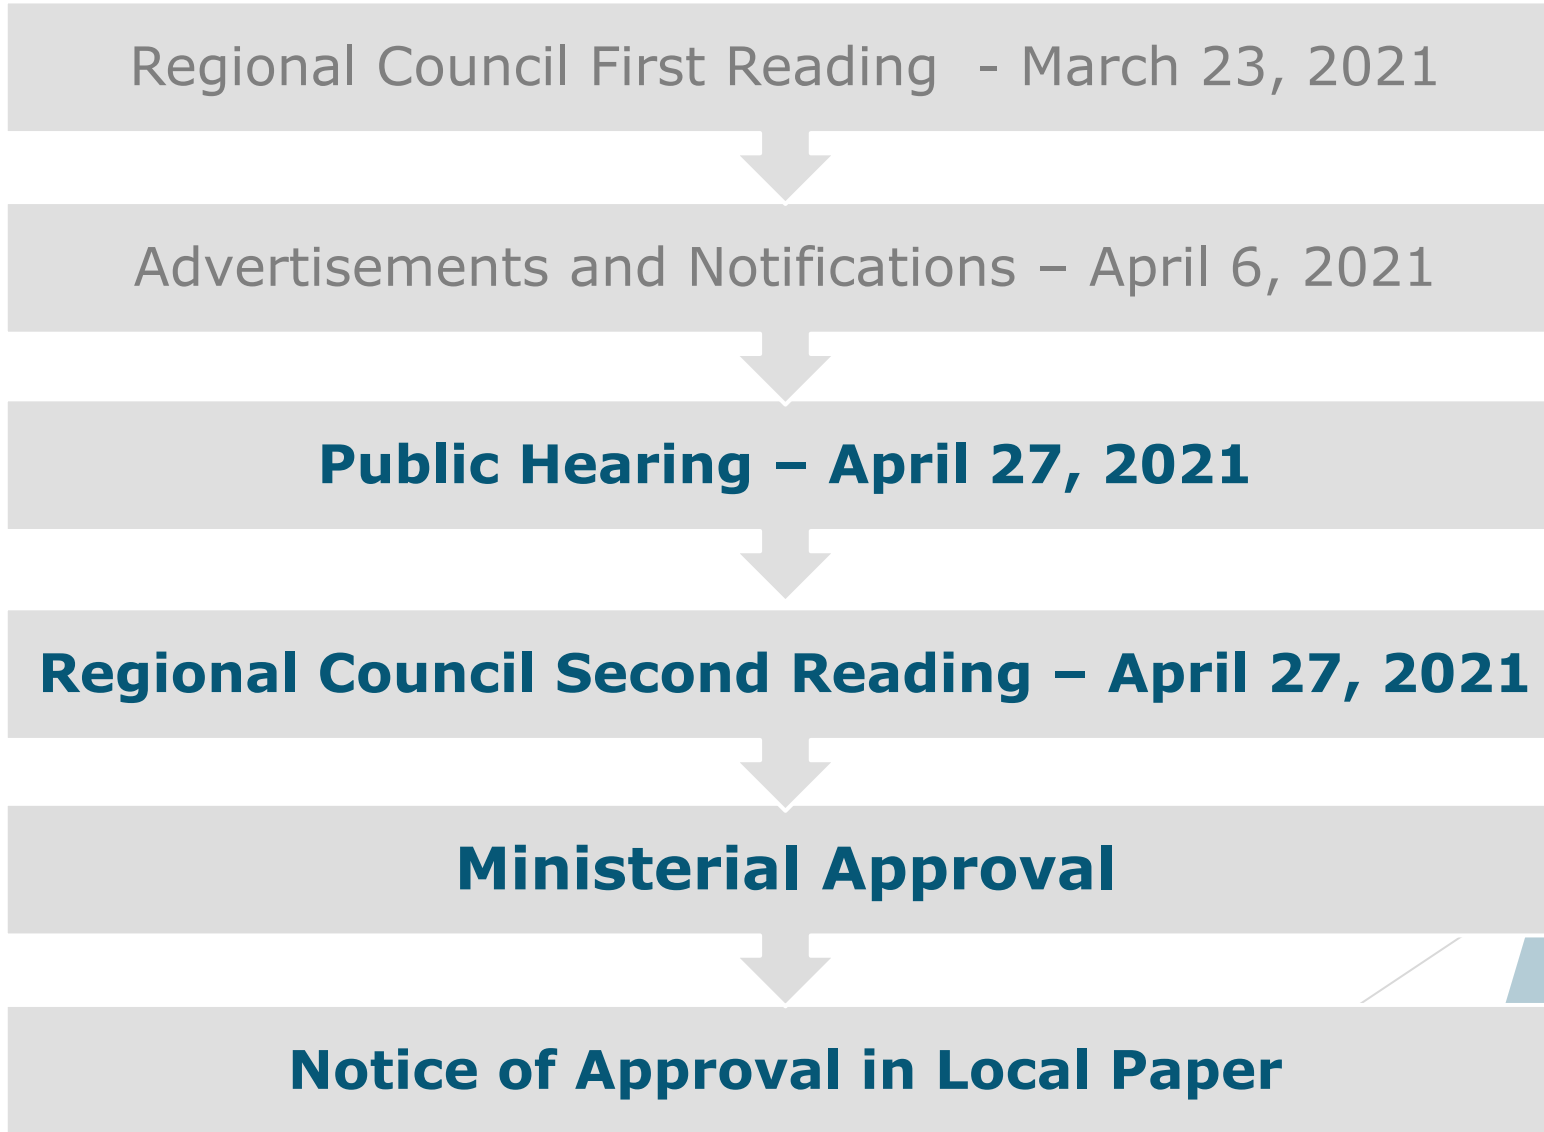 Regional Council First Reading - March 23, 2021
Advertisements and Notifications – April 6, 2021
Public Hearing – April 27, 2021
Regional Council Second Reading – April 27, 2021
Ministerial Approval
Notice of Approval in Local Paper